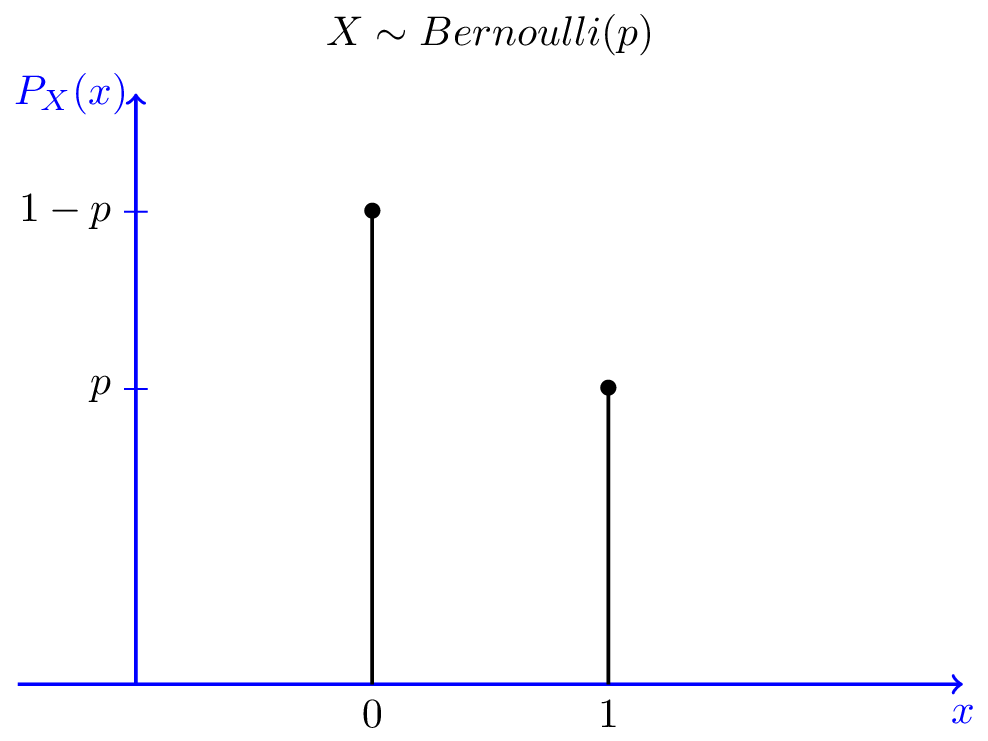 X ∼ Bernoulli(p)
P_X(x)
1 − p
p
0 1
x